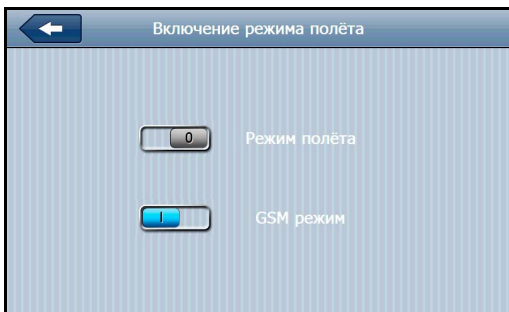 Включение режима полёта
0
Режим полёта
I
GSM режим